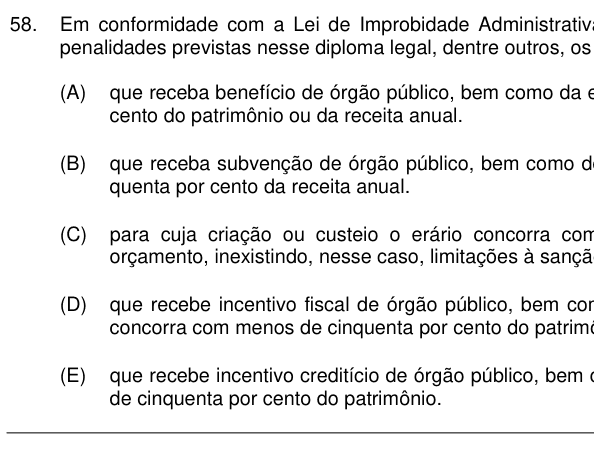 58. Em conformidade com a Lei de Improbidade Administrativa
penalidades previstas nesse diploma legal, dentre outros, os
(A) que receba benefício de órgão público, bem como da
cento do patrimônio ou da receita anual.
(B) que receba subvenção de órgão público, bem como
quenta por cento da receita anual.
(C) para cuja criação ou custeio o erário concorra com
orçamento, inexistindo, nesse caso, limitações à
(D) que recebe incentivo fiscal de órgão público, bem
concorra com menos de cinquenta por cento do
(E) que recebe incentivo creditício de órgão público, bem
de cinquenta por cento do patrimônio.